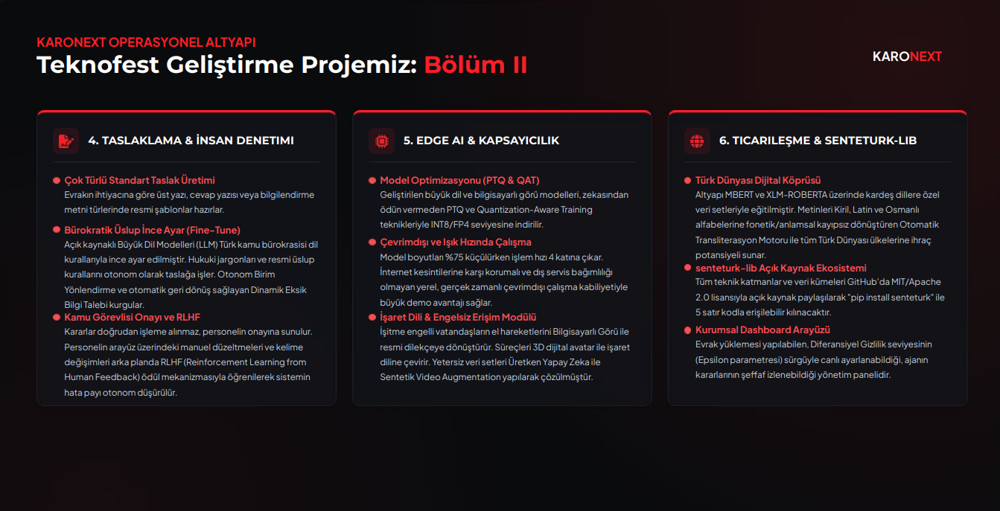 KARONEXT OPERASYONEL ALTYAPI
Teknofest Geliştirme Projemiz: Bölüm II
KARONEXT
4. TASLAKLAMA & İNSAN DENETIMI
Çok Türlü Standart Taslak Üretimi
Evrakın ihtiyacına göre üst yazı, cevap yazısı veya bilgilendirme
metni türlerinde resmi şablonlar hazırlar.
Bürokratik Üslup İnce Ayar (Fine-Tune)
Açık kaynaklı Büyük Dil Modelleri (LLM) Türk kamu bürokrasisi dil
kurallarıyla ince ayar edilmiştir. Hukuki jargonları ve resmi üslup
kurallarını otonom olarak taslağa işler. Otonom Birim
Yönlendirme ve otomatik geri dönüş sağlayan Dinamik Eksik
Bilgi Talebi kurgular.
Kamu Görevlisi Onayı ve RLHF
Kararlar doğrudan işleme alınmaz, personelin onayına sunulur.
Personelin arayüz üzerindeki manuel düzeltmeleri ve kelime
değişimleri arka planda RLHF (Reinforcement Learning from
Human Feedback) ödül mekanizmasıyla öğrenilerek sistemin
hata payı otonom düşürülür.
5. EDGE AI & KAPSAYICILIK
Model Optimizasyonu (PTQ & QAT)
Geliştirilen büyük dil ve bilgisayarlı görü modelleri, zekasından
ödün vermeden PTQ ve Quantization-Aware Training
teknikleriyle INT8/FP4 seviyesine indirilir.
Çevrimdışı ve Işık Hızında Çalışma
Model boyutları %75 küçülürken işlem hızı 4 katına çıkar.
İnternet kesintilerine karşı korumalı ve dış servis bağımlılığı
olmayan yerel, gerçek zamanlı çevrimdışı çalışma kabiliyetiyle
büyük demo avantajı sağlar.
İşaret Dili & Engelsiz Erişim Modülü
İşitme engelli vatandaşların el hareketlerini Bilgisayarlı Görü ile
resmi dilekçeye dönüştürür. Süreçleri 3D dijital avatar ile işaret
diline çevirir. Yetersiz veri setleri Üretken Yapay Zeka ile
Sentetik Video Augmentation yapılarak çözülmüştür.
6. TICARILEŞME & SENTETURK-LIB
Türk Dünyası Dijital Köprüsü
Altyapı MBERT ve XLM-ROBERTA üzerinde kardeş dillere özel
veri setleriyle eğitilmiştir. Metinleri Kiril, Latin ve Osmanlı
alfabelerine fonetik/anlamsal kayıpsız dönüştüren Otomatik
Transliterasyon Motoru ile tüm Türk Dünyası ülkelerine ihraç
potansiyeli sunar.
senteturk-lib Açık Kaynak Ekosistemi
Tüm teknik katmanlar ve veri kümeleri GitHub'da MIT/Apache
2.0 lisansıyla açık kaynak paylaşılarak "pip install senteturk" ile
5 satır kodla erişilebilir kılınacaktır.
Kurumsal Dashboard Arayüzü
Evrak yüklemesi yapılabilen, Diferansiyel Gizlilik seviyesinin
(Epsilon parametresi) sürgüyle canlı ayarlanabildiği, ajanın
kararlarının şeffaf izlenebildiği yönetim panelidir.